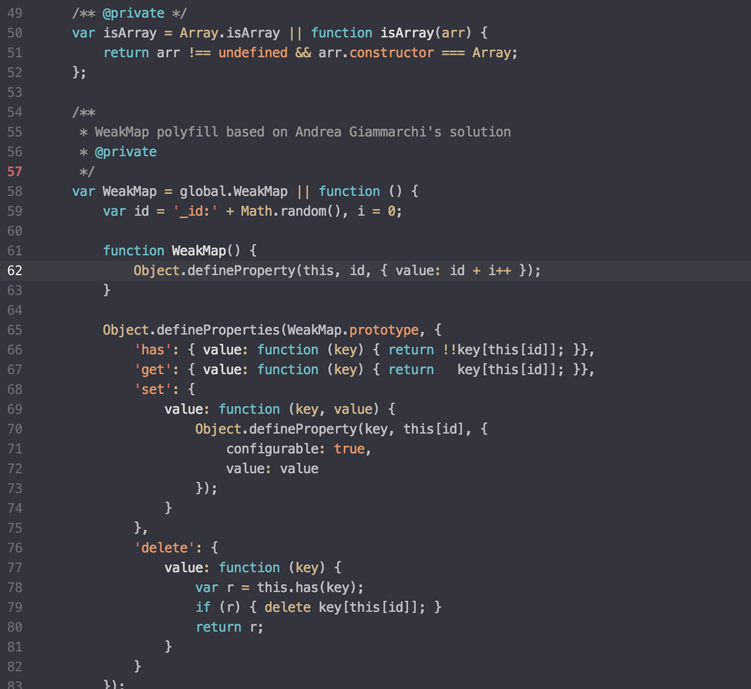 49 /** @private */
50 var isArray = Array.isArray || function isArray(arr) {
51 return arr !== undefined && arr.constructor === Array;
52 };
53
54 /**
55 * WeakMap polyfill based on Andrea Giammarchi's solution
56 * @private
57 */
58 var WeakMap = global.WeakMap || function () {
59 var id = '_id:' + Math.random(), i = 0;
60
61 function WeakMap() {
62 Object.defineProperty(this, id, { value: id + i++ });
63 }
64
65 Object.defineProperties(WeakMap.prototype, {
66 'has': { value: function (key) { return !!key[this[id]]; }},
67 'get': { value: function (key) { return   key[this[id]]; }},
68 'set': {
69 value: function (key, value) {
70 Object.defineProperty(key, this[id], {
71 configurable: true,
72 value: value
73 });
74 }
75 },
76 'delete': {
77 value: function (key) {
78 var r = this.has(key);
79 if (r) { delete key[this[id]]; }
80 return r;
81 }
82 }
83 });